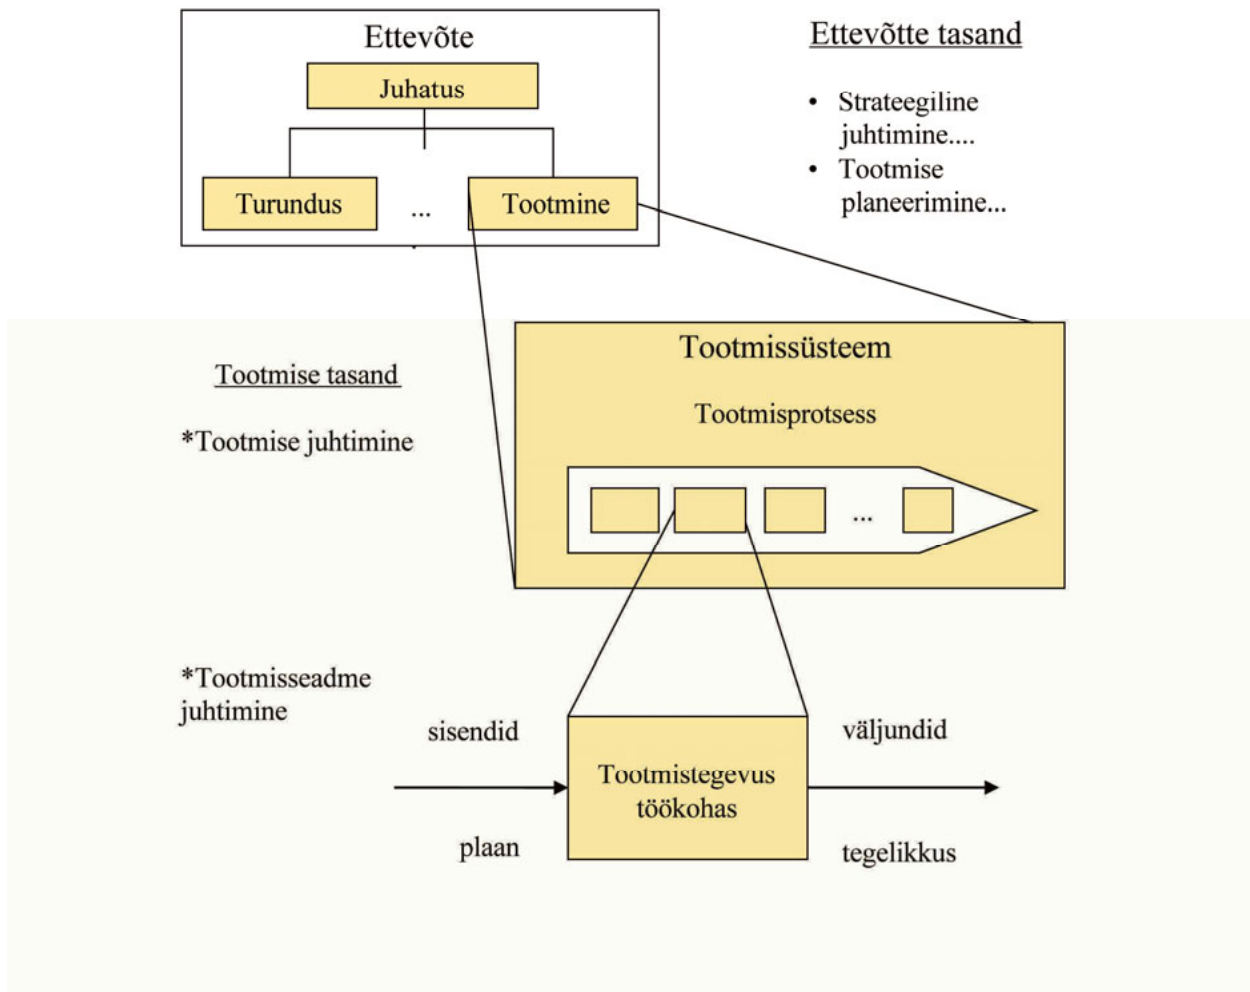 Ettevõte
Juhatus
Turundus
...
Tootmine
Ettevõtte tasand
• Strateegiline
juhtimine....
• Tootmise
planeerimine...
Tootmise tasand
*Tootmise juhtimine
Tootmissüsteem
Tootmisprotsess
...
*Tootmisseadme
juhtimine
sisendid
plaan
Tootmistegevus
töökohas
väljundid
tegelikkus